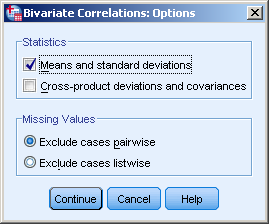 Bivariate Correlations: Options
Statistics
Means and standard deviations
Cross-product deviations and covariances
Missing Values
Exclude cases pairwise
Exclude cases listwise
Continue Cancel Help